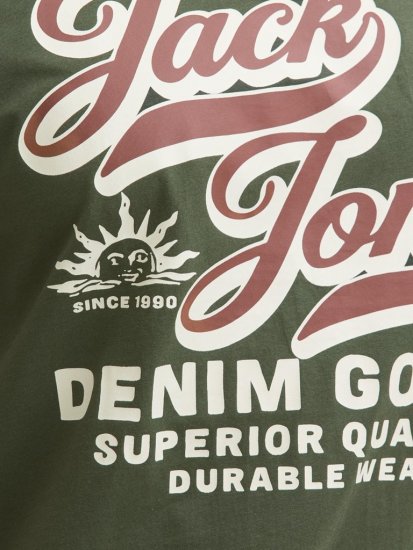 Jack
Jon
SINCE 1990
DENIM GO
SUPERIOR QUA
DURABLE WEA